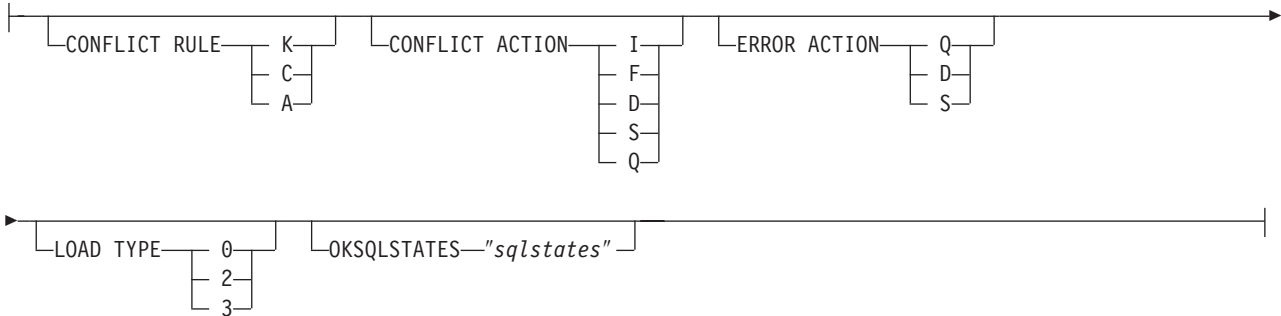 CONFLICT RULE K CONFLICT ACTION I ERROR ACTION Q
C F D
A D S
S
Q
LOAD TYPE 0 OKSQLSTATES "sqlstates"
2
3